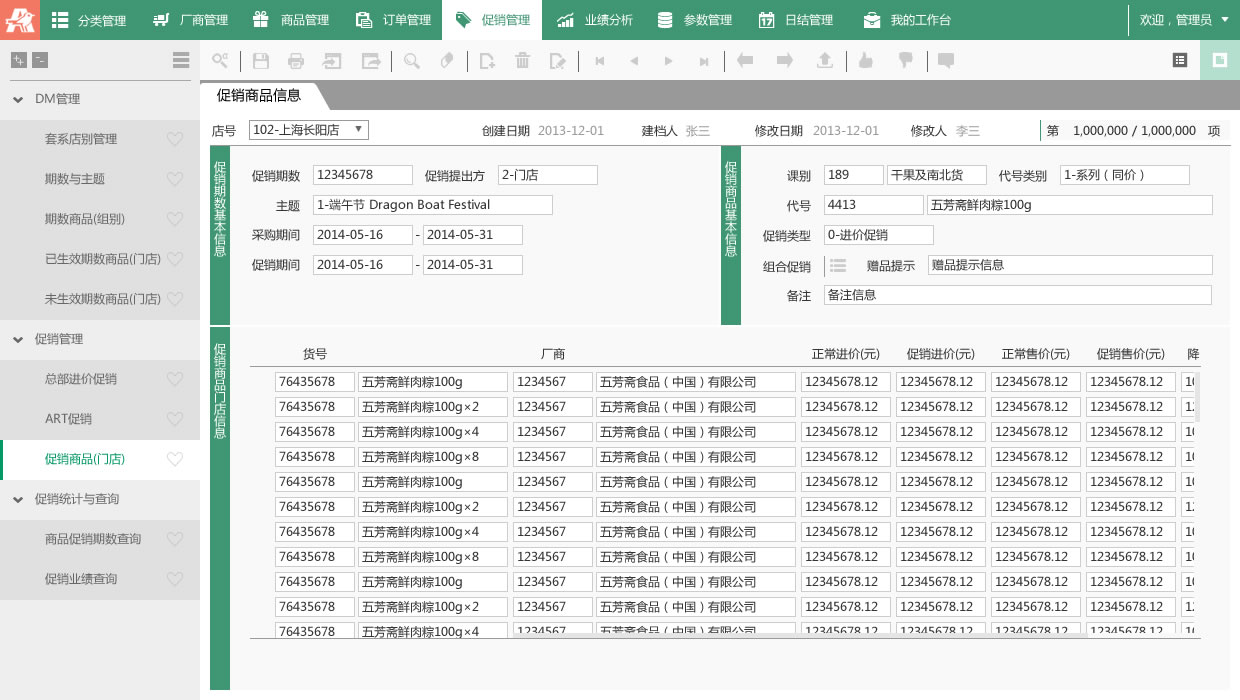 分类管理 厂商管理 商品管理 订单管理 促销管理 业绩分析 参数管理 日结管理 我的工作台 欢迎，管理员
DM管理
套系店别管理
期数与主题
期数商品(组别)
已生效期数商品(门店)
未生效期数商品(门店)
促销管理
总部进价促销
ART促销
促销商品(门店)
促销统计与查询
商品促销期数查询
促销业绩查询
促销商品信息
店号 102-上海长阳店 创建日期 2013-12-01 建档人 张三 修改日期 2013-12-01 修改人 李三 第 1,000,000 / 1,000,000 项
促销期数基本信息
促销期数 12345678 促销提出方 2-门店
主题 1-端午节 Dragon Boat Festival
采购期间 2014-05-16 - 2014-05-31
促销期间 2014-05-16 - 2014-05-31
促销商品基本信息
课别 189 干果及南北货 代号类别 1-系列（同价）
代号 4413 五芳斋鲜肉粽100g
促销类型 0-进价促销
组合促销 赠品提示 赠品提示信息
备注 备注信息
促销商品门店信息
货号 厂商 正常进价(元) 促销进价(元) 正常售价(元) 促销售价(元) 降
76435678 五芳斋鲜肉粽100g 1234567 五芳斋食品（中国）有限公司 12345678.12 12345678.12 12345678.12 12345678.12 10
76435678 五芳斋鲜肉粽100g×2 1234567 五芳斋食品（中国）有限公司 12345678.12 12345678.12 12345678.12 12345678.12 12
76435678 五芳斋鲜肉粽100g×4 1234567 五芳斋食品（中国）有限公司 12345678.12 12345678.12 12345678.12 12345678.12 10
76435678 五芳斋鲜肉粽100g×8 1234567 五芳斋食品（中国）有限公司 12345678.12 12345678.12 12345678.12 12345678.12 10
76435678 五芳斋鲜肉粽100g 1234567 五芳斋食品（中国）有限公司 12345678.12 12345678.12 12345678.12 12345678.12 10
76435678 五芳斋鲜肉粽100g×2 1234567 五芳斋食品（中国）有限公司 12345678.12 12345678.12 12345678.12 12345678.12 12
76435678 五芳斋鲜肉粽100g×4 1234567 五芳斋食品（中国）有限公司 12345678.12 12345678.12 12345678.12 12345678.12 10
76435678 五芳斋鲜肉粽100g×8 1234567 五芳斋食品（中国）有限公司 12345678.12 12345678.12 12345678.12 12345678.12 10
76435678 五芳斋鲜肉粽100g 1234567 五芳斋食品（中国）有限公司 12345678.12 12345678.12 12345678.12 12345678.12 10
76435678 五芳斋鲜肉粽100g×2 1234567 五芳斋食品（中国）有限公司 12345678.12 12345678.12 12345678.12 12345678.12 12
76435678 五芳斋鲜肉粽100g×4 1234567 五芳斋食品（中国）有限公司 12345678.12 12345678.12 12345678.12 12345678.12 10